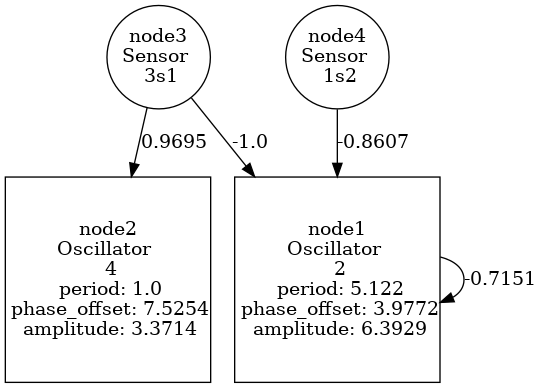 node3
Sensor
3s1
node4
Sensor
1s2
0.9695
-1.0
-0.8607
node2
Oscillator
4
period: 1.0
phase_offset: 7.5254
amplitude: 3.3714
node1
Oscillator
2
period: 5.122
phase_offset: 3.9772
amplitude: 6.3929
-0.7151